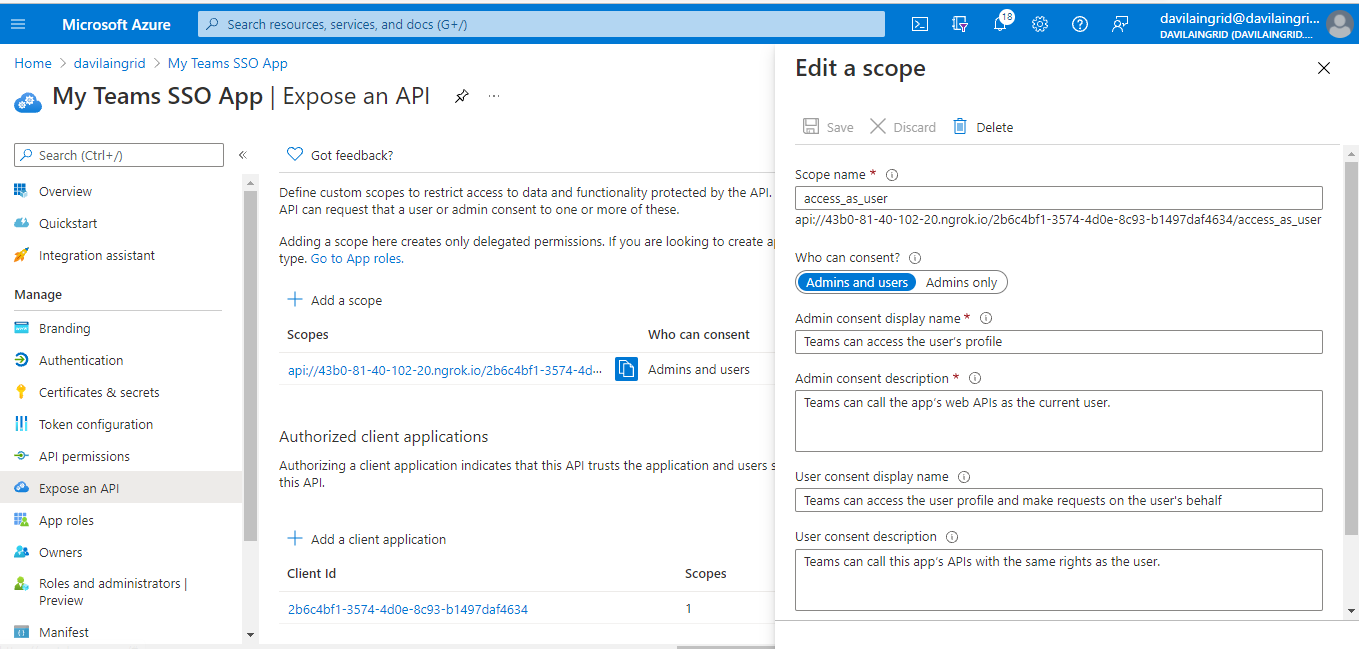 Microsoft Azure
Search resources, services, and docs (G+/)
18
davilaingrid@davilaingri...
DAVILAINGRID (DAVILAINGRID....
Home > davilaingrid > My Teams SSO App
My Teams SSO App | Expose an API
...
Search (Ctrl+/)
«
Overview
Quickstart
Integration assistant
Manage
Branding
Authentication
Certificates & secrets
Token configuration
API permissions
Expose an API
App roles
Owners
Roles and administrators |
Preview
Manifest
Got feedback?
Define custom scopes to restrict access to data and functionality protected by the API.
API can request that a user or admin consent to one or more of these.
Adding a scope here creates only delegated permissions. If you are looking to create a
type. Go to App roles.
Add a scope
Scopes Who can consent
api://43b0-81-40-102-20.ngrok.io/2b6c4bf1-3574-4d... Admins and users
Authorized client applications
Authorizing a client application indicates that this API trusts the application and users s
this API.
Add a client application
Client Id Scopes
2b6c4bf1-3574-4d0e-8c93-b1497daf4634 1
Edit a scope
Save Discard Delete
Scope name *
access_as_user
api://43b0-81-40-102-20.ngrok.io/2b6c4bf1-3574-4d0e-8c93-b1497daf4634/access_as_user
Who can consent?
Admins and users Admins only
Admin consent display name *
Teams can access the user's profile
Admin consent description *
Teams can call the app's web APIs as the current user.
User consent display name
Teams can access the user profile and make requests on the user's behalf
User consent description
Teams can call this app's APIs with the same rights as the user.